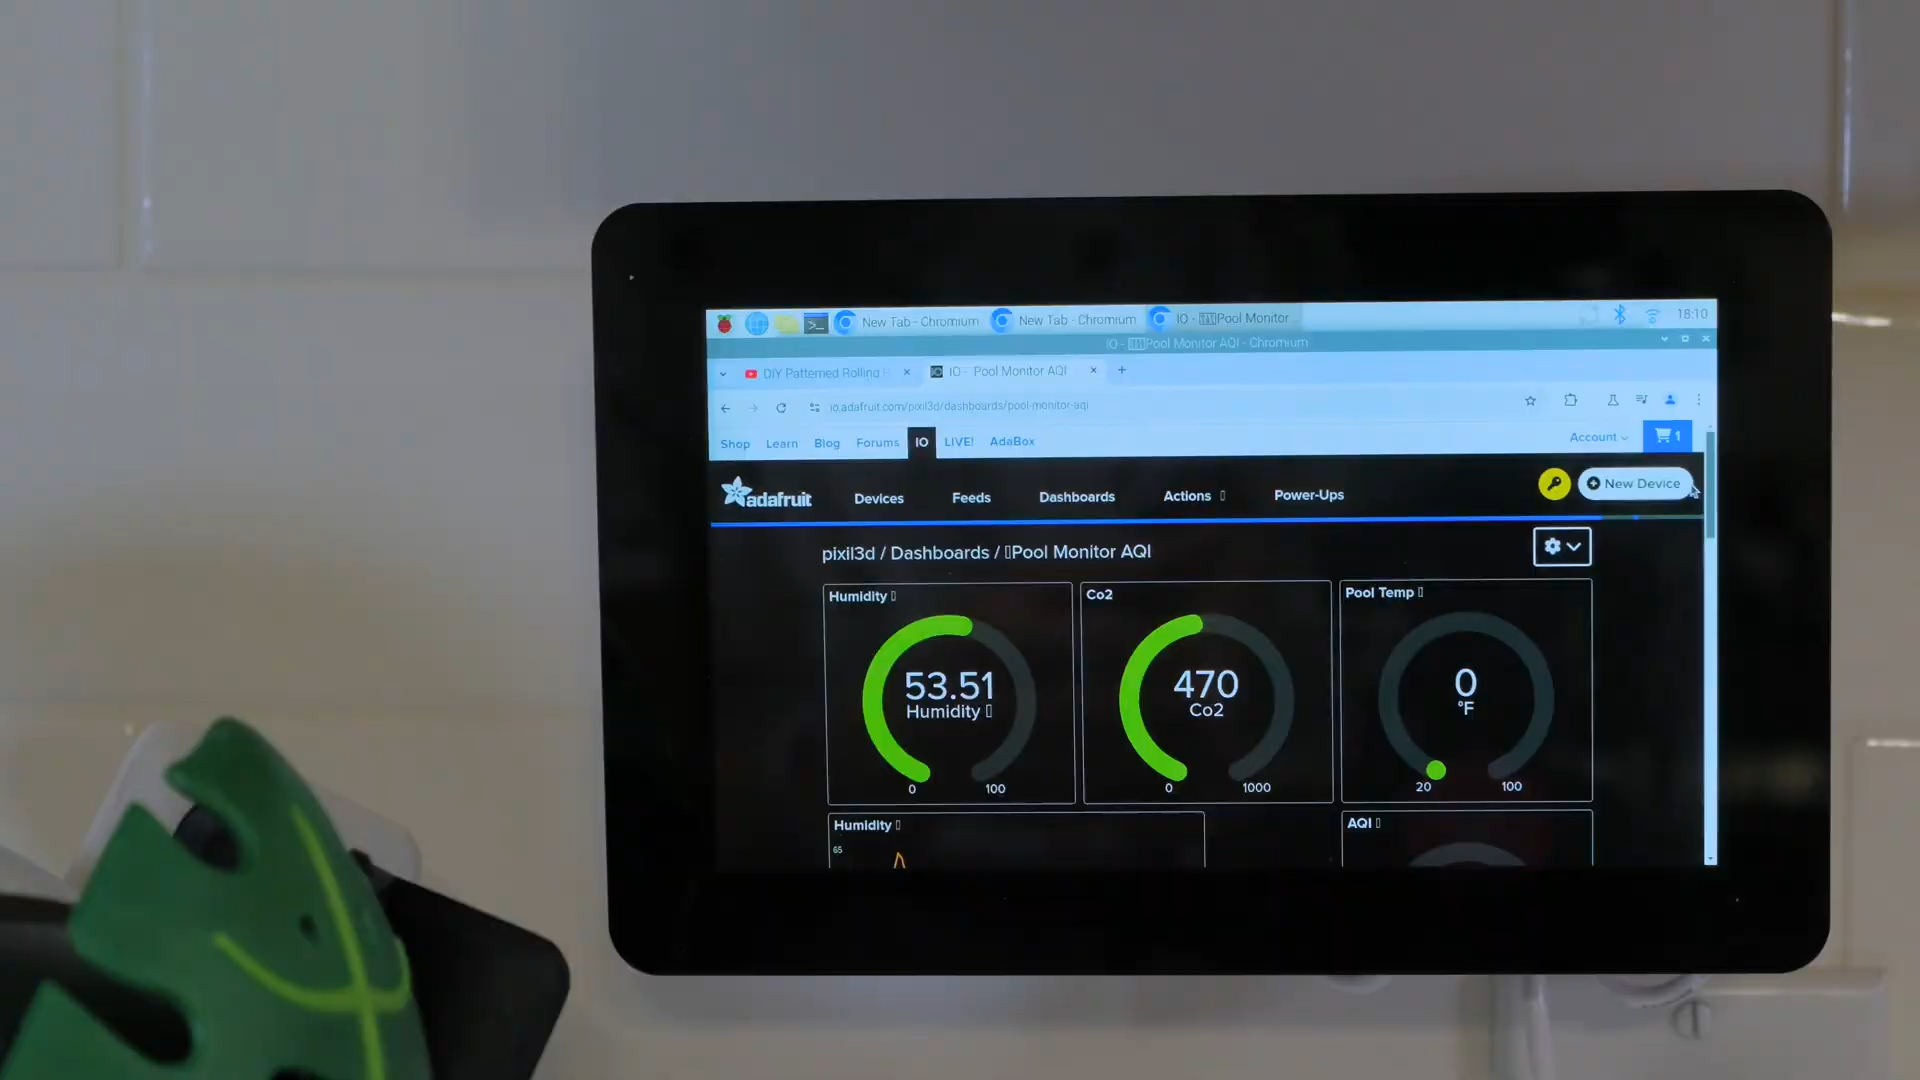 New Tab - Chromium New Tab - Chromium IO - Pool Monitor 18:10
IO - Pool Monitor AQI - Chromium
DIY Patterned Rolling IO - Pool Monitor AQI
io.adafruit.com/pixil3d/dashboards/pool-monitor-aqi
Shop Learn Blog Forums IO LIVE! AdaBox Account 1
adafruit Devices Feeds Dashboards Actions Power-Ups New Device
pixil3d / Dashboards / Pool Monitor AQI
Humidity Co2 Pool Temp
53.51 470 0
Humidity Co2 °F
0 100 0 1000 20 100
Humidity AQI
65